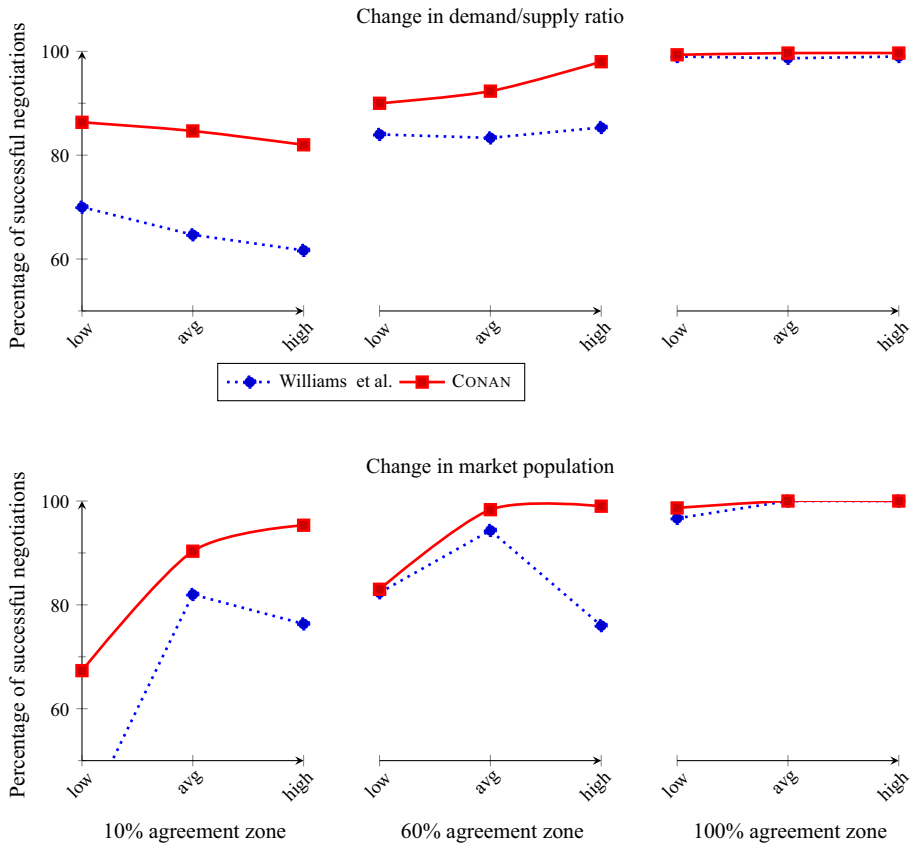 Change in demand/supply ratio
Percentage of successful negotiations
100
80
60
low avg high
low avg high
low avg high
Williams et al. CONAN
Change in market population
Percentage of successful negotiations
100
80
60
low avg high
low avg high
low avg high
10% agreement zone
60% agreement zone
100% agreement zone